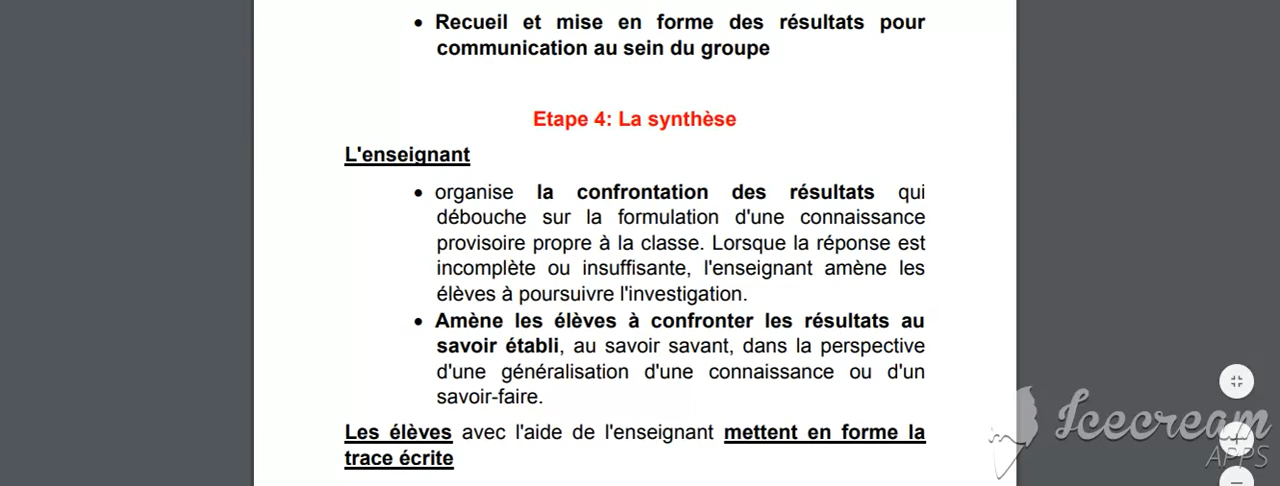 • Recueil et mise en forme des résultats pour
communication au sein du groupe
Etape 4: La synthèse
L'enseignant
• organise la confrontation des résultats qui
débouche sur la formulation d'une connaissance
provisoire propre à la classe. Lorsque la réponse est
incomplète ou insuffisante, l'enseignant amène les
élèves à poursuivre l'investigation.
• Amène les élèves à confronter les résultats au
savoir établi, au savoir savant, dans la perspective
d'une généralisation d'une connaissance ou d'un
savoir-faire.
Les élèves avec l'aide de l'enseignant mettent en forme la
trace écrite
Icecream
APPS